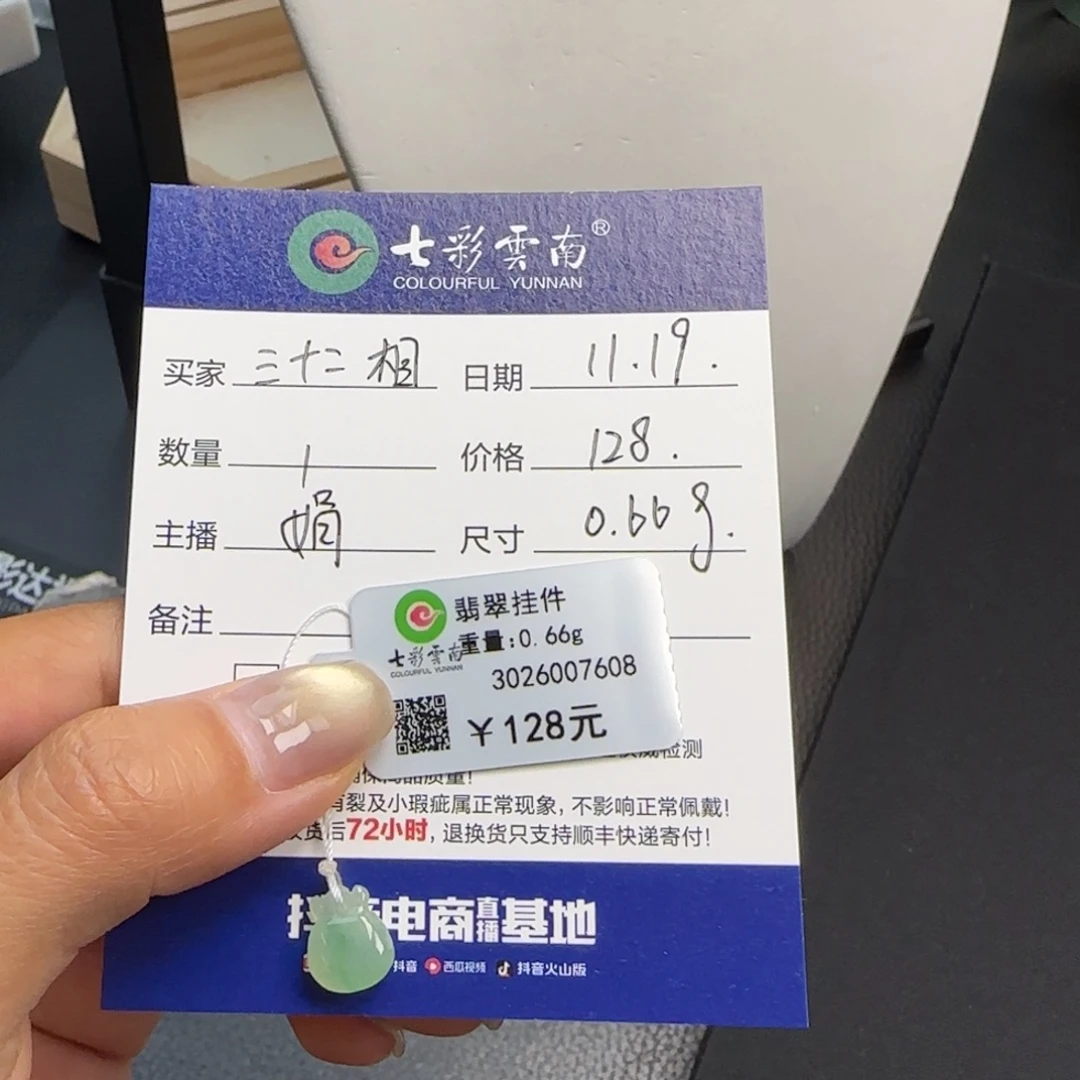 七彩雲南®
COLOURFUL YUNNAN
买家 三十二相 日期 11.19.
数量 1 价格 128.
主播 娟 尺寸 0.66g.
备注
翡翠挂件
重量:0.66g
七彩雲南
COLOURFUL YUNNAN
3026007608
￥128元
检测
品质量!
有裂及小瑕疵属正常现象, 不影响正常佩戴!
货后72小时, 退换货只支持顺丰快递寄付!
电商直播基地
抖音 西瓜视频 抖音火山版